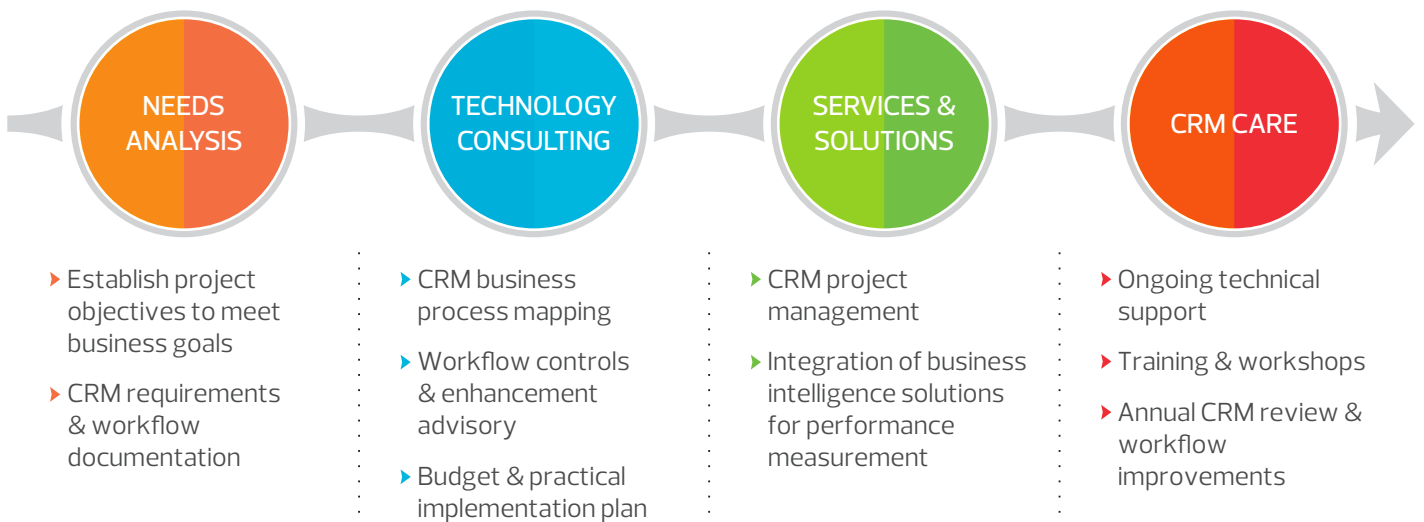 NEEDS
ANALYSIS
TECHNOLOGY
CONSULTING
SERVICES &
SOLUTIONS
CRM CARE
Establish project
objectives to meet
business goals
CRM requirements
& workflow
documentation
CRM business
process mapping
Workflow controls
& enhancement
advisory
Budget & practical
implementation plan
CRM project
management
Integration of business
intelligence solutions
for performance
measurement
Ongoing technical
support
Training & workshops
Annual CRM review &
workflow
improvements